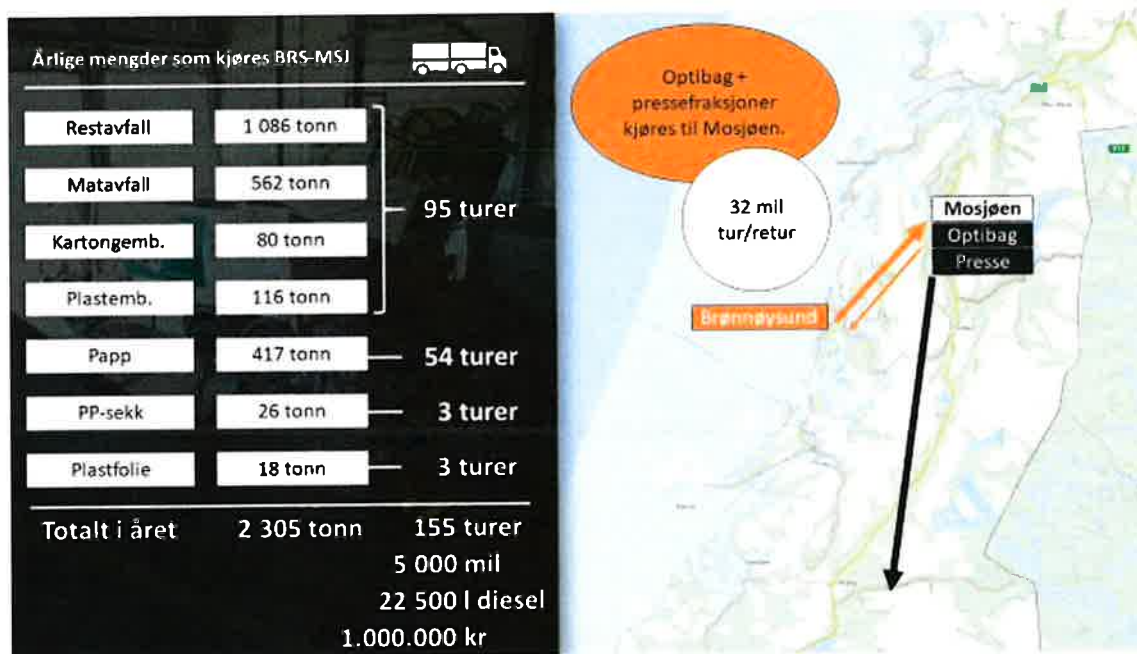 Årlige mengder som kjøres BRS-MSJ
Restavfall 1 086 tonn
Matavfall 562 tonn
95 turer
Kartongemb. 80 tonn
Plastemb. 116 tonn
Papp 417 tonn 54 turer
PP-sekk 26 tonn 3 turer
Plastfolie 18 tonn 3 turer
Totalt i året 2 305 tonn 155 turer
5 000 mil
22 500 l diesel
1.000.000 kr
Optibag +
pressefraksjoner
kjøres til Mosjøen.
32 mil
tur/retur
Mosjøen
Optibag
Presse
Brønnøysund